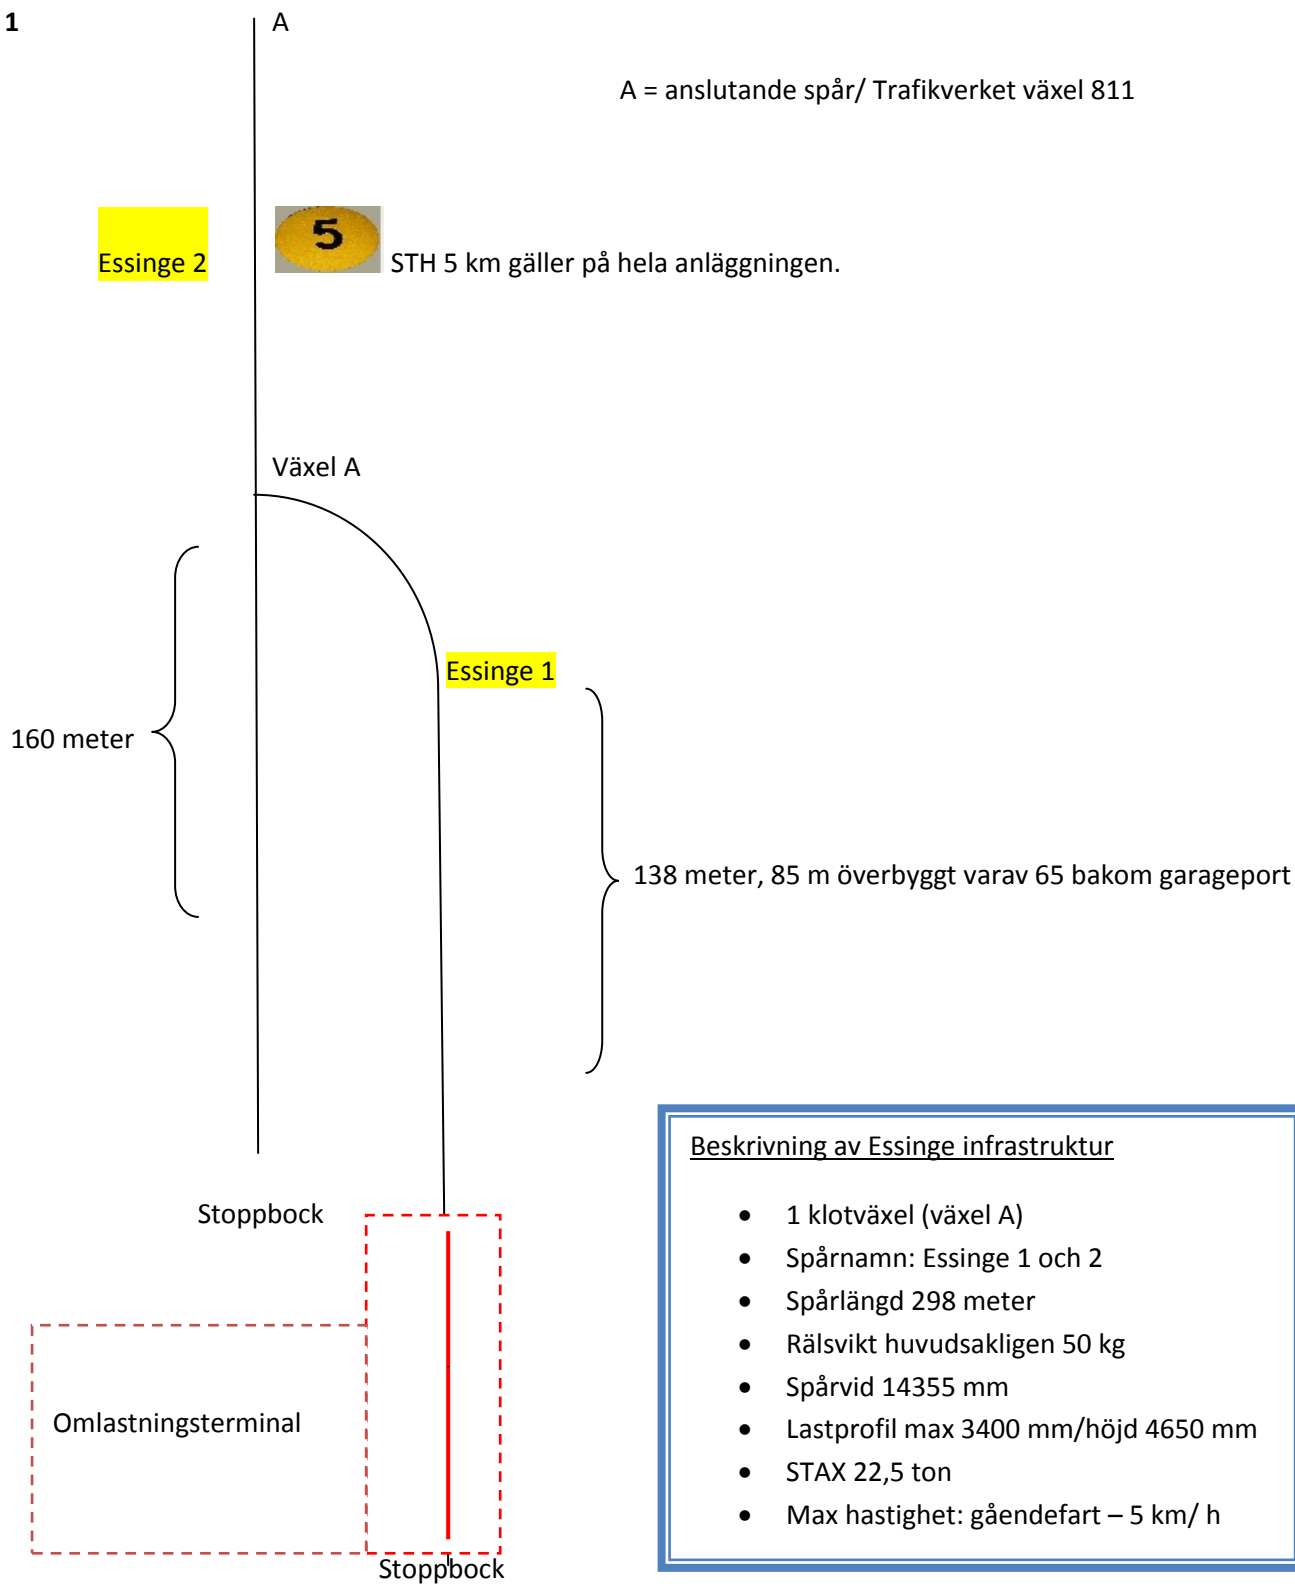 1
A
A = anslutande spår/ Trafikverket växel 811
5
Essinge 2
STH 5 km gäller på hela anläggningen.
Växel A
Essinge 1
160 meter
138 meter, 85 m överbyggt varav 65 bakom garageport
Beskrivning av Essinge infrastruktur
• 1 klotväxel (växel A)
• Spårnamn: Essinge 1 och 2
• Spårlängd 298 meter
• Rälsvikt huvudsakligen 50 kg
• Spårvid 14355 mm
• Lastprofil max 3400 mm/höjd 4650 mm
• STAX 22,5 ton
• Max hastighet: gåendefart – 5 km/ h
Stoppbock
Omlastningsterminal
Stoppbock